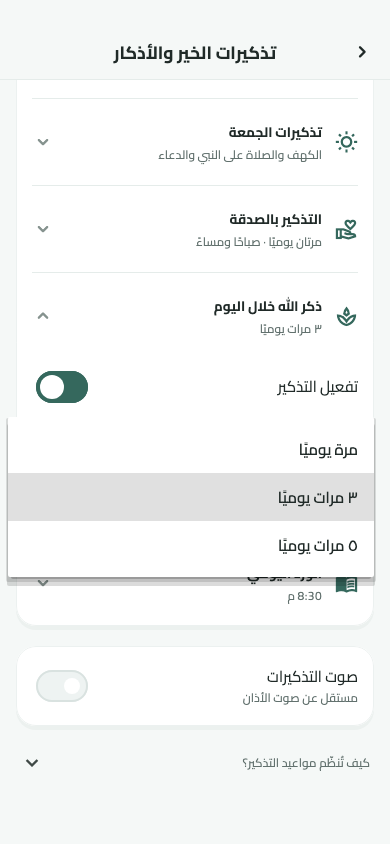 تذكيرات الخير والأذكار
تذكيرات الجمعة
الكهف والصلاة على النبي والدعاء
التذكير بالصدقة
مرتان يوميًا · صباحًا ومساءً
ذكر الله خلال اليوم
٣ مرات يوميًا
تفعيل التذكير
مرة يوميًا
٣ مرات يوميًا
٥ مرات يوميًا
8:30 م
صوت التذكيرات
مستقل عن صوت الأذان
كيف تُنظَّم مواعيد التذكير؟